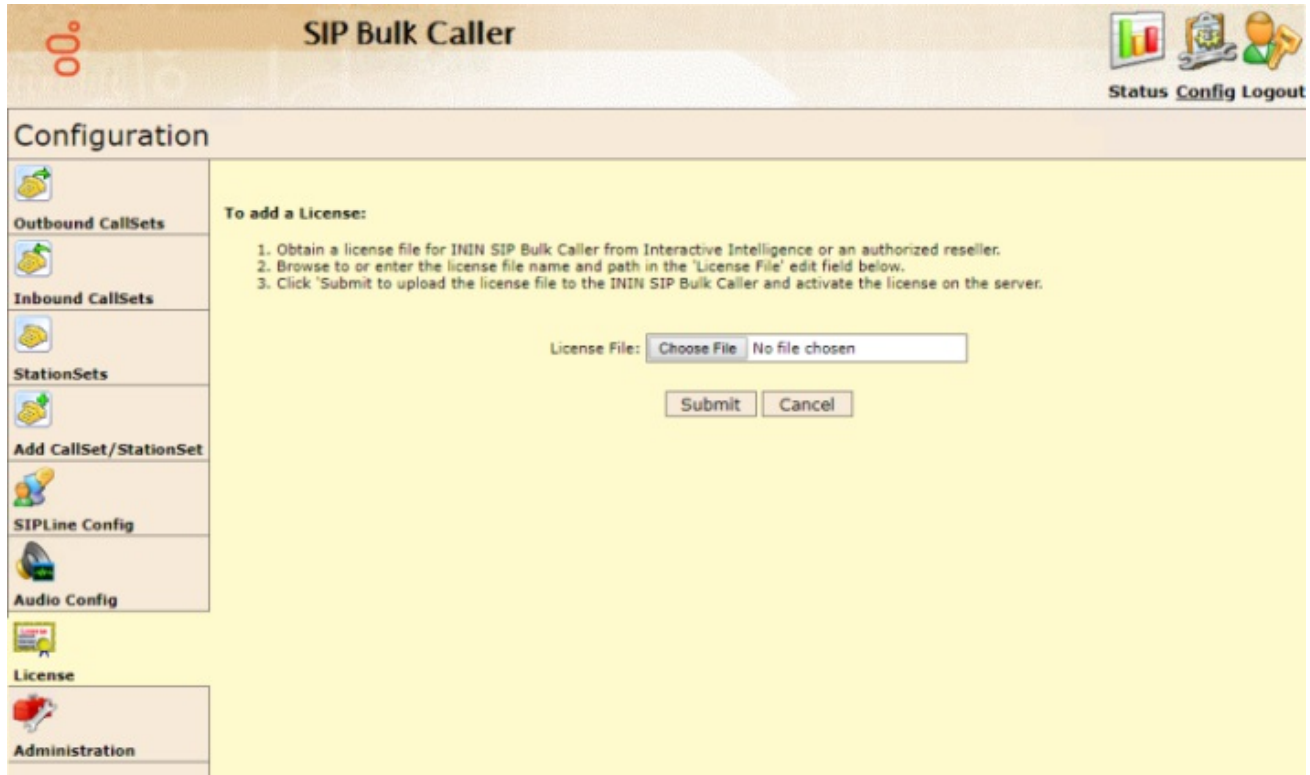 SIP Bulk Caller
Status Config Logout
Configuration
Outbound CallSets
Inbound CallSets
StationSets
Add CallSet/StationSet
SIPLine Config
Audio Config
License
Administration
To add a License:
1. Obtain a license file for ININ SIP Bulk Caller from Interactive Intelligence or an authorized reseller.
2. Browse to or enter the license file name and path in the 'License File' edit field below.
3. Click 'Submit to upload the license file to the ININ SIP Bulk Caller and activate the license on the server.
License File: Choose File No file chosen
Submit Cancel